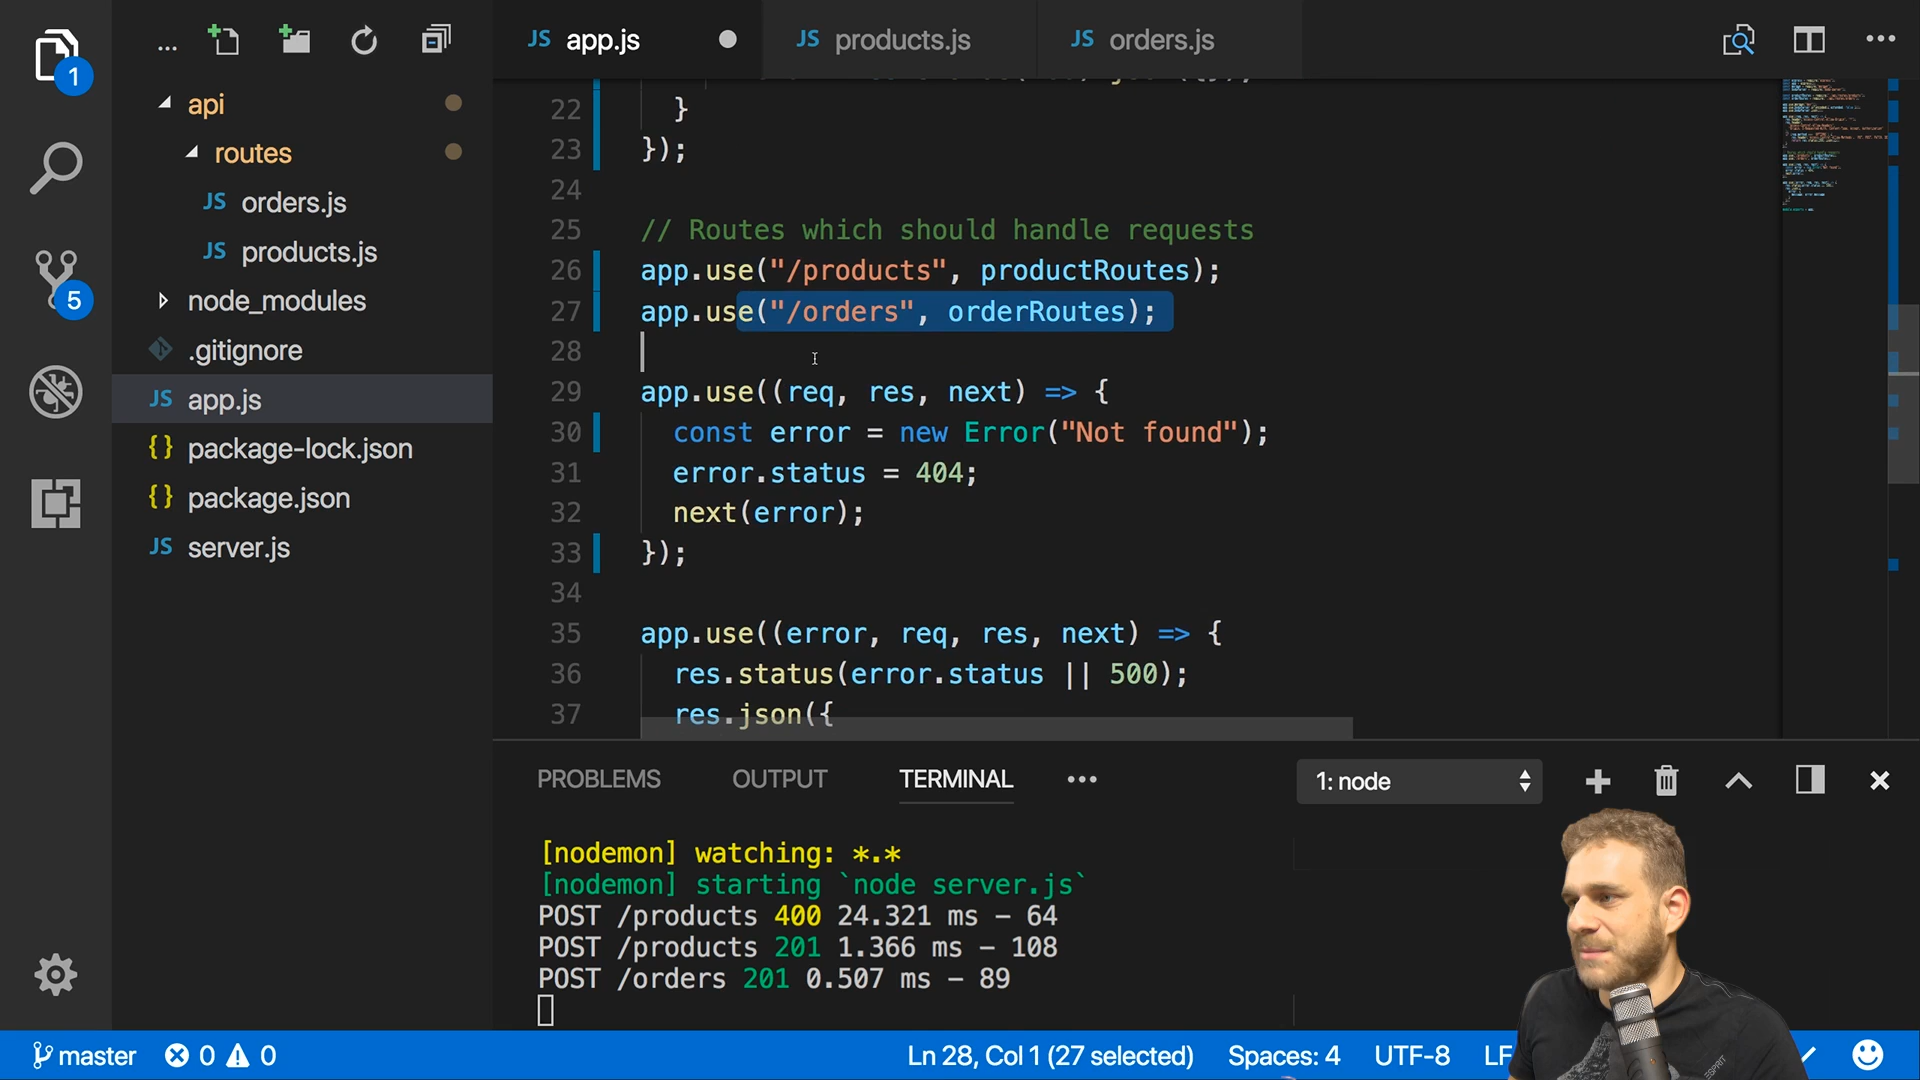 ... 
JS app.js
JS products.js
JS orders.js
...
1
api
routes
JS orders.js
JS products.js
5
node_modules
.gitignore
JS app.js
{} package-lock.json
{} package.json
JS server.js
22 }
23 });
24
25 // Routes which should handle requests
26 app.use("/products", productRoutes);
27 app.use("/orders", orderRoutes);
28
29 app.use((req, res, next) => {
30 const error = new Error("Not found");
31 error.status = 404;
32 next(error);
33 });
34
35 app.use((error, req, res, next) => {
36 res.status(error.status || 500);
37 res.json({
PROBLEMS OUTPUT TERMINAL ...
1: node
[nodemon] watching: *.*
[nodemon] starting `node server.js`
POST /products 400 24.321 ms - 64
POST /products 201 1.366 ms - 108
POST /orders 201 0.507 ms - 89
master 0 0 Ln 28, Col 1 (27 selected) Spaces: 4 UTF-8 LF
ESPRIT